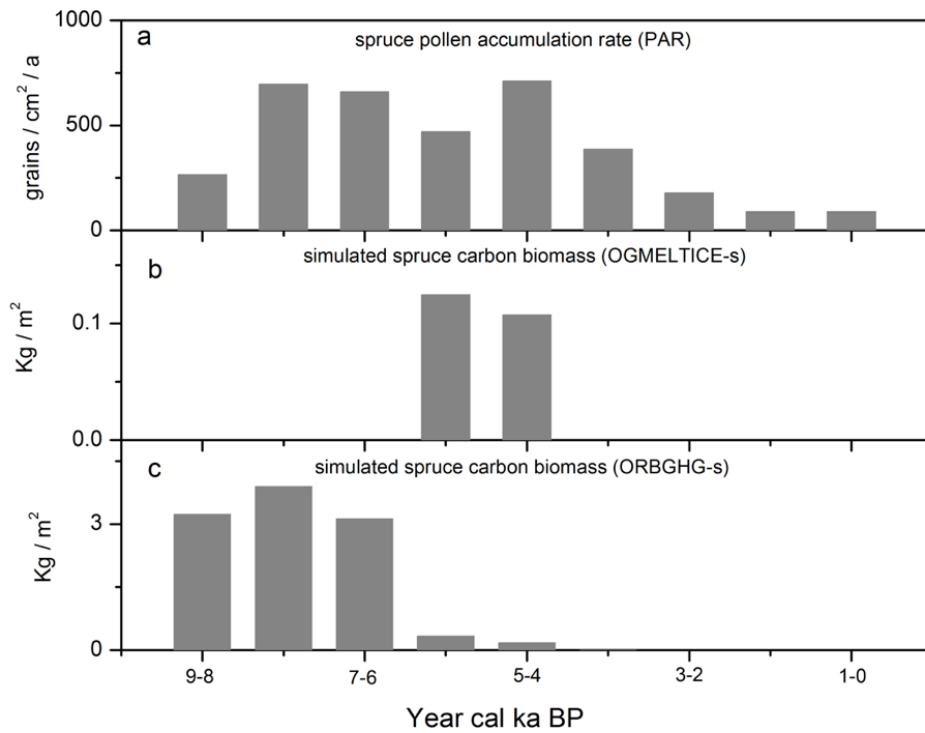 a
spruce pollen accumulation rate (PAR)
1000
500
0
grains / cm² / a
b
simulated spruce carbon biomass (OGMELTICE-s)
0.1
0.0
Kg / m²
c
simulated spruce carbon biomass (ORBGHG-s)
3
0
Kg / m²
9-8 7-6 5-4 3-2 1-0
Year cal ka BP